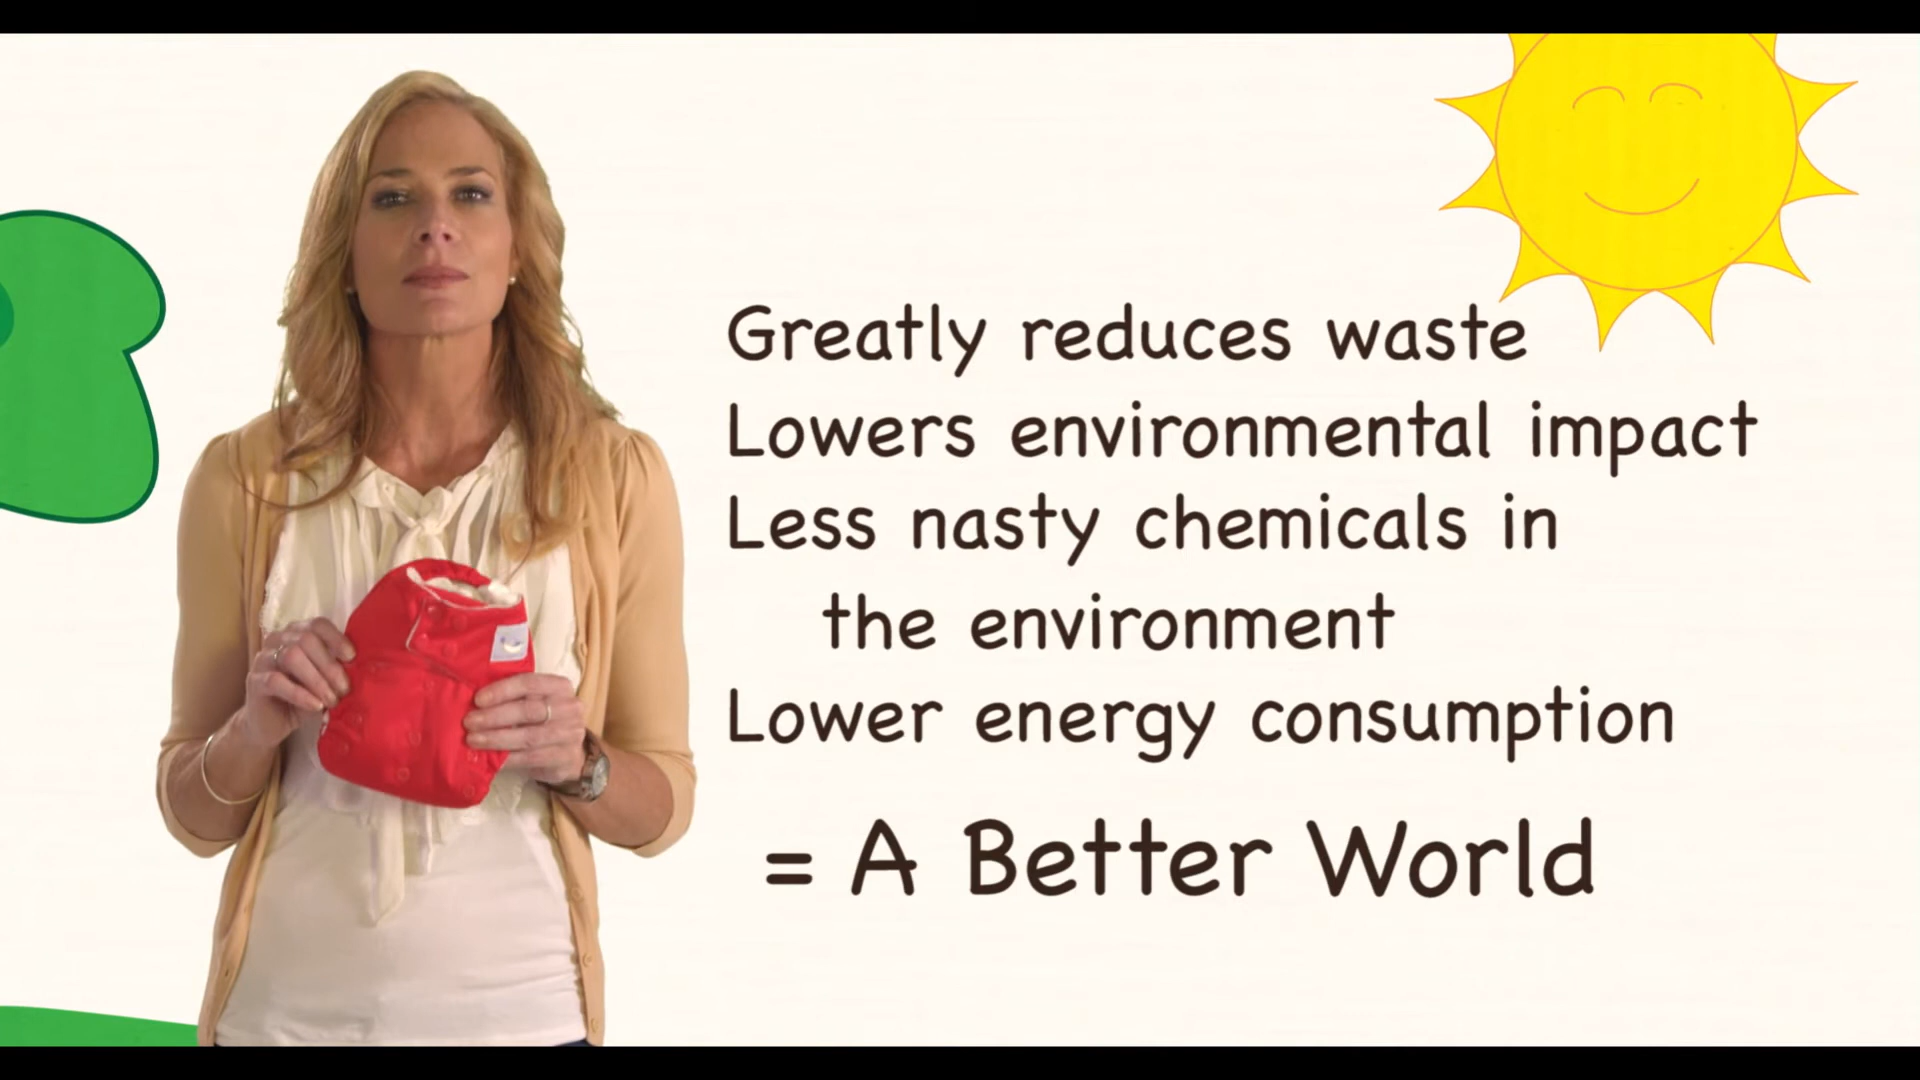 Greatly reduces waste
Lowers environmental impact
Less nasty chemicals in
the environment
Lower energy consumption
= A Better World